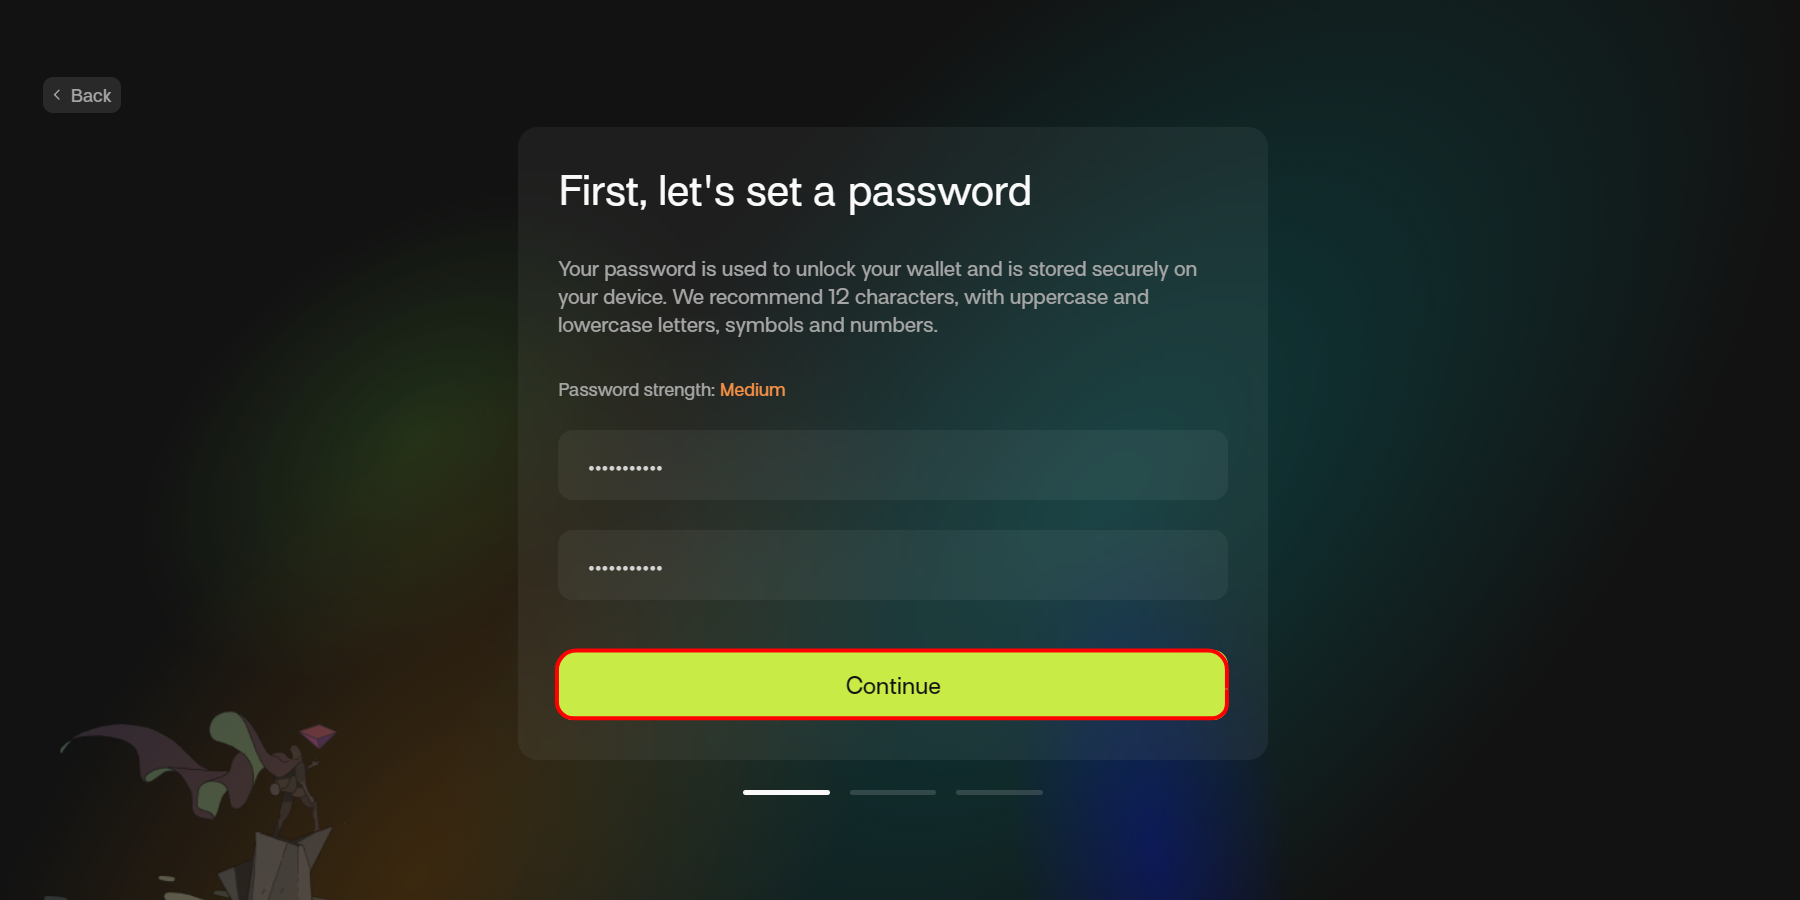 Back
First, let's set a password
Your password is used to unlock your wallet and is stored securely on
your device. We recommend 12 characters, with uppercase and
lowercase letters, symbols and numbers.
Password strength: Medium
•••••••••••
•••••••••••
Continue